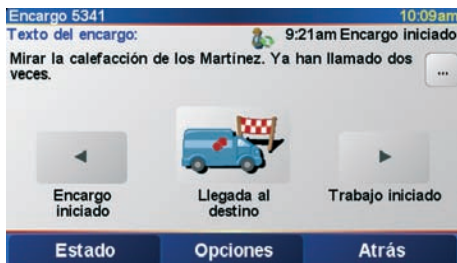 Encargo 5341 10:09am
Texto del encargo: 9:21am Encargo iniciado
Mirar la calefacción de los Martínez. Ya han llamado dos
veces.
...
Encargo
iniciado
Llegada al
destino
Trabajo iniciado
Estado Opciones Atrás